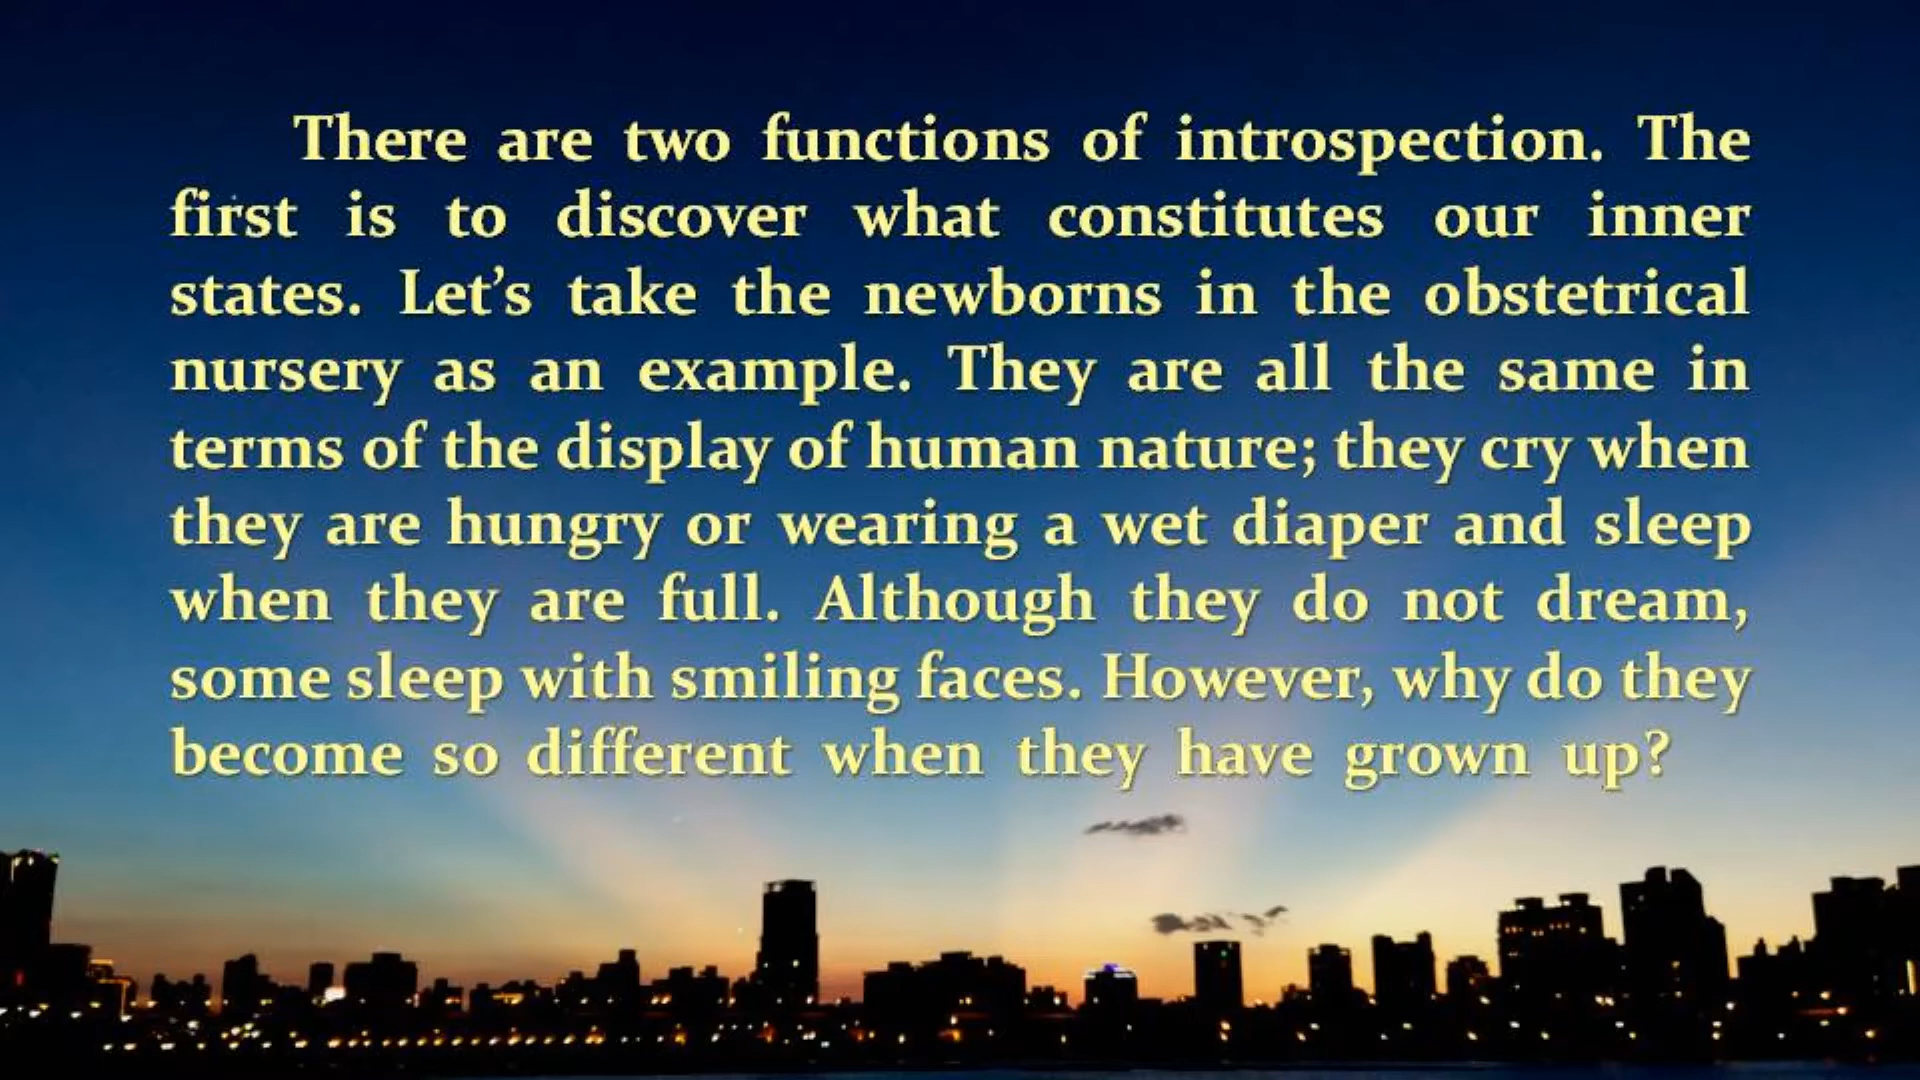 There are two functions of introspection. The
first is to discover what constitutes our inner
states. Let’s take the newborns in the obstetrical
nursery as an example. They are all the same in
terms of the display of human nature; they cry when
they are hungry or wearing a wet diaper and sleep
when they are full. Although they do not dream,
some sleep with smiling faces. However, why do they
become so different when they have grown up?